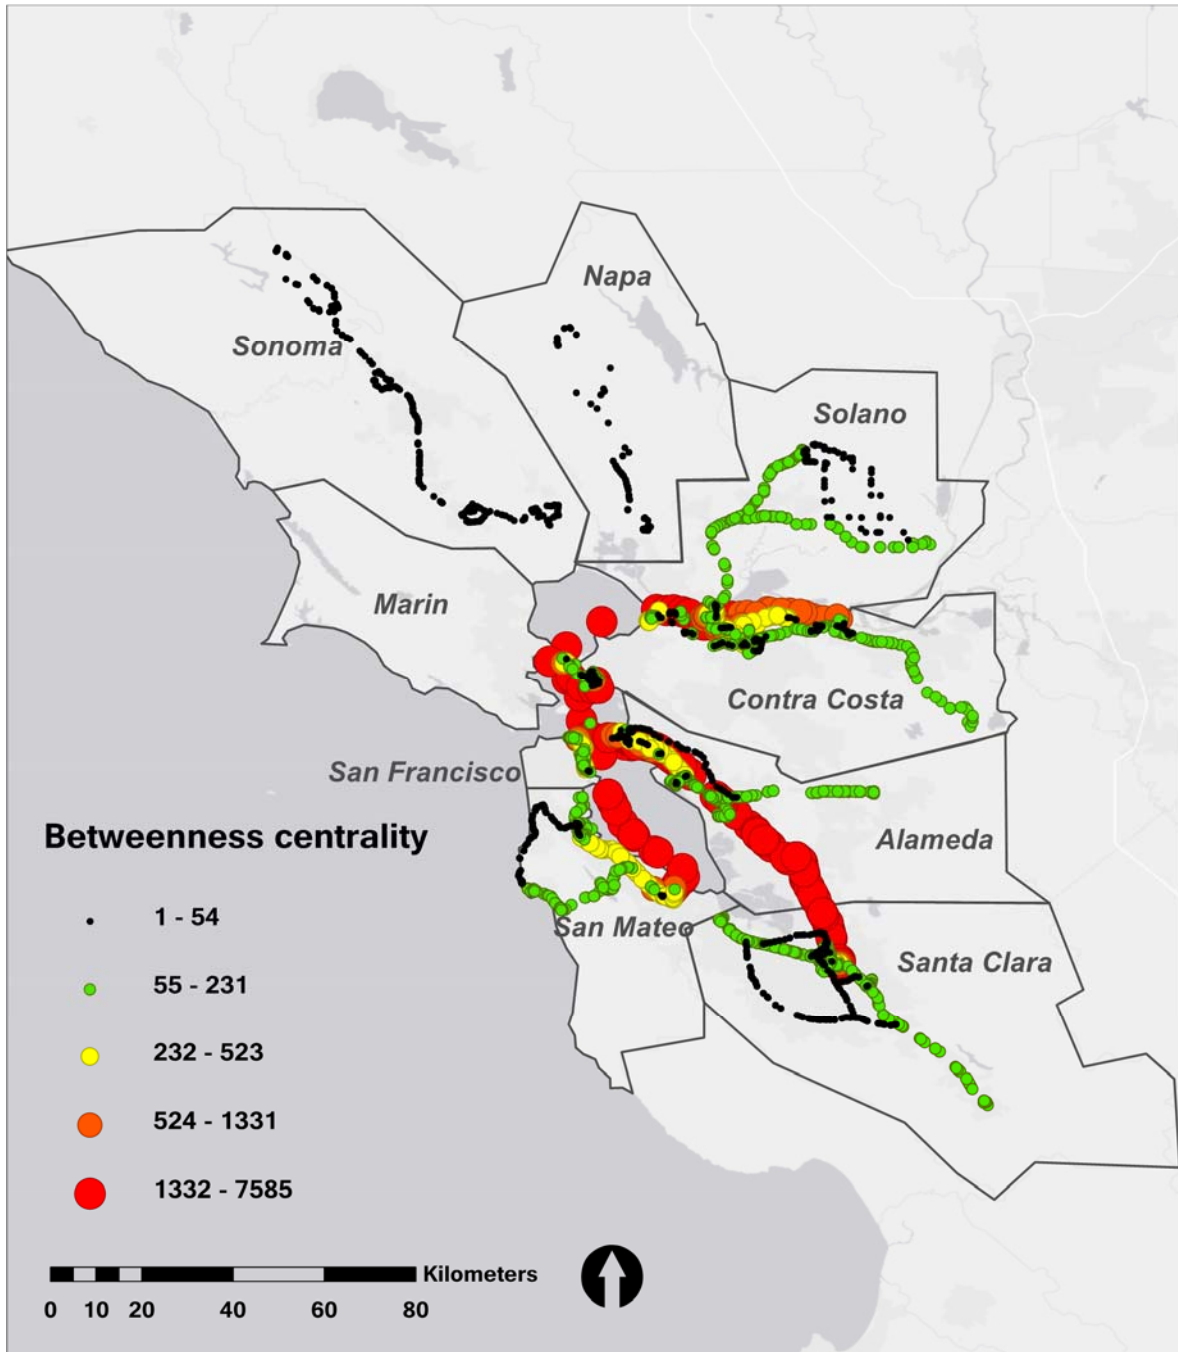 Napa
Sonoma
Solano
Marin
Contra Costa
San Francisco
Alameda
San Mateo
Santa Clara
Betweenness centrality
1 - 54
55 - 231
232 - 523
524 - 1331
1332 - 7585
Kilometers
0 10 20 40 60 80